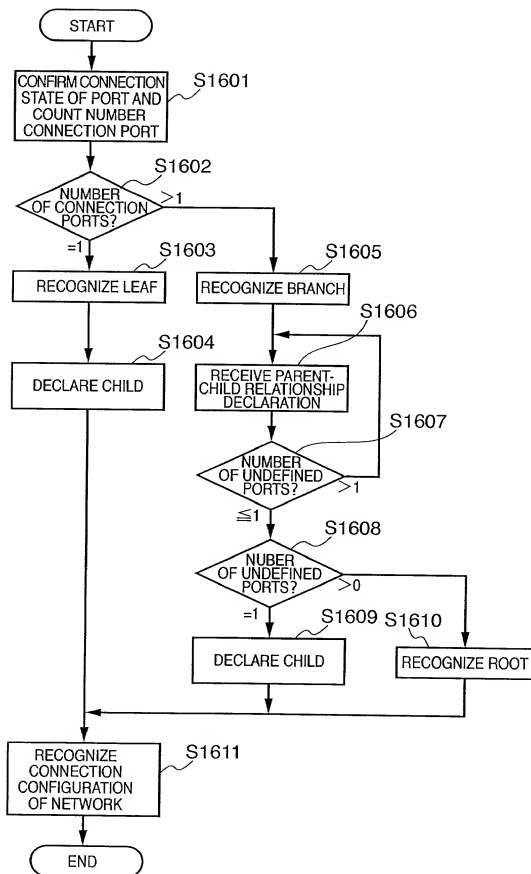 START
CONFIRM CONNECTION
STATE OF PORT AND
COUNT NUMBER
CONNECTION PORT
S1601
S1602
NUMBER
OF CONNECTION
PORTS?
>1
=1
S1603
RECOGNIZE LEAF
S1605
RECOGNIZE BRANCH
S1604
DECLARE CHILD
S1606
RECEIVE PARENT-
CHILD RELATIONSHIP
DECLARATION
S1607
NUMBER
OF UNDEFINED
PORTS?
>1
≦1
S1608
NUBER
OF UNDEFINED
PORTS?
>0
=1
S1609
DECLARE CHILD
S1610
RECOGNIZE ROOT
RECOGNIZE
CONNECTION
CONFIGURATION
OF NETWORK
S1611
END